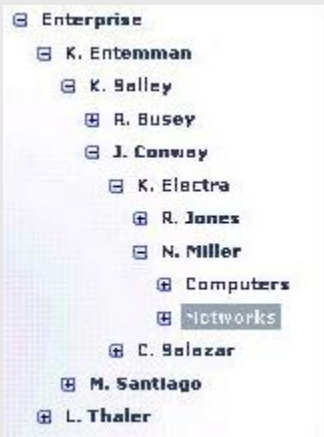 Enterprise
K. Entemman
K. Salley
R. Busey
J. Conway
K. Electra
R. Jones
N. Miller
Computers
Networks
C. Salazar
M. Santiago
L. Thaler